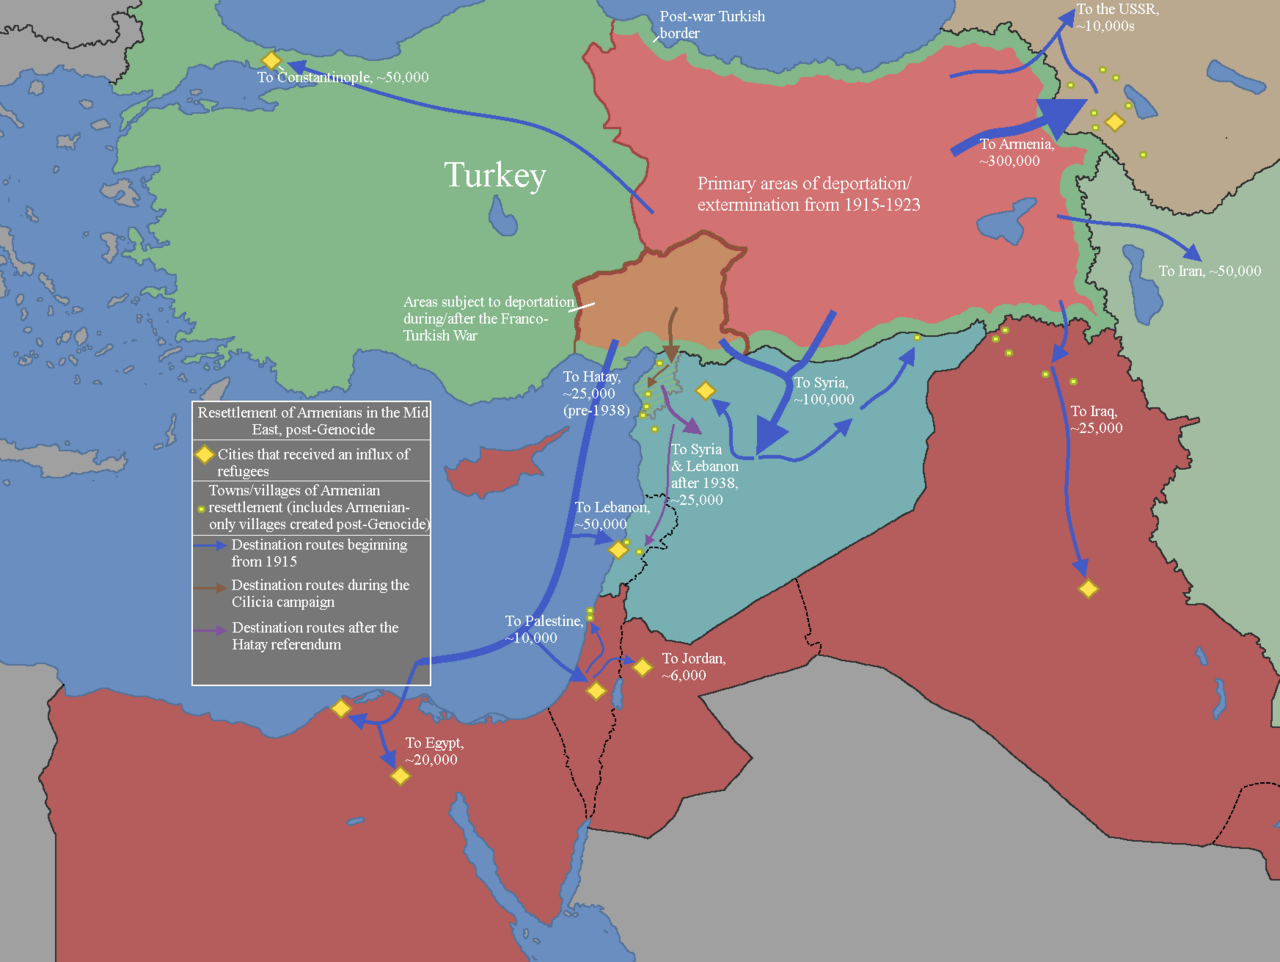 Post-war Turkish
border
To the USSR,
~10,000s
To Constantinople, ~50,000
To Armenia,
~300,000
Turkey
Primary areas of deportation/
extermination from 1915-1923
To Iran, ~50,000
Areas subject to deportation
during/after the Franco-
Turkish War
To Hatay,
~25,000
(pre-1938)
To Syria,
~100,000
To Iraq,
~25,000
To Syria
& Lebanon
after 1938,
~25,000
To Lebanon,
~50,000
To Palestine,
~10,000
To Jordan,
~6,000
To Egypt,
~20,000
Resettlement of Armenians in the Mid
East, post-Genocide
Cities that received an influx of
refugees
Towns/villages of Armenian
resettlement (includes Armenian-
only villages created post-Genocide)
Destination routes beginning
from 1915
Destination routes during the
Cilicia campaign
Destination routes after the
Hatay referendum